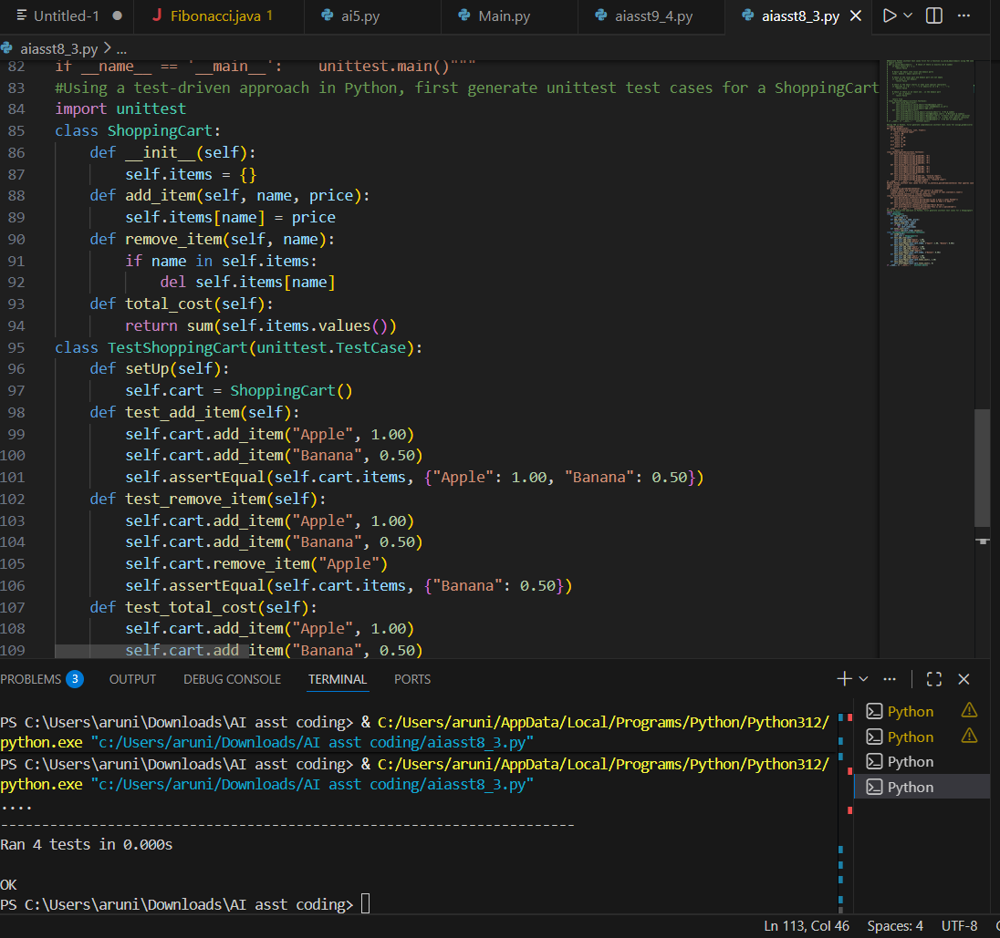 Untitled-1
Fibonacci.java 1
ai5.py
Main.py
aiasst9_4.py
aiasst8_3.py
aiasst8_3.py > ...
82 if __name__ == '__main__': unittest.main()"""
83 #Using a test-driven approach in Python, first generate unittest test cases for a ShoppingCart
84 import unittest
85 class ShoppingCart:
86 def __init__(self):
87 self.items = {}
88 def add_item(self, name, price):
89 self.items[name] = price
90 def remove_item(self, name):
91 if name in self.items:
92 del self.items[name]
93 def total_cost(self):
94 return sum(self.items.values())
95 class TestShoppingCart(unittest.TestCase):
96 def setUp(self):
97 self.cart = ShoppingCart()
98 def test_add_item(self):
99 self.cart.add_item("Apple", 1.00)
100 self.cart.add_item("Banana", 0.50)
101 self.assertEqual(self.cart.items, {"Apple": 1.00, "Banana": 0.50})
102 def test_remove_item(self):
103 self.cart.add_item("Apple", 1.00)
104 self.cart.add_item("Banana", 0.50)
105 self.cart.remove_item("Apple")
106 self.assertEqual(self.cart.items, {"Banana": 0.50})
107 def test_total_cost(self):
108 self.cart.add_item("Apple", 1.00)
109 self.cart.add_item("Banana", 0.50)
PROBLEMS 3 OUTPUT DEBUG CONSOLE TERMINAL PORTS
PS C:\Users\aruni\Downloads\AI asst coding> & C:/Users/aruni/AppData/Local/Programs/Python/Python312/
python.exe "c:/Users/aruni/Downloads/AI asst coding/aiasst8_3.py"
PS C:\Users\aruni\Downloads\AI asst coding> & C:/Users/aruni/AppData/Local/Programs/Python/Python312/
python.exe "c:/Users/aruni/Downloads/AI asst coding/aiasst8_3.py"
....
----------------------------------------------------------------------
Ran 4 tests in 0.000s
OK
PS C:\Users\aruni\Downloads\AI asst coding>
Python
Python
Python
Python
Ln 113, Col 46 Spaces: 4 UTF-8